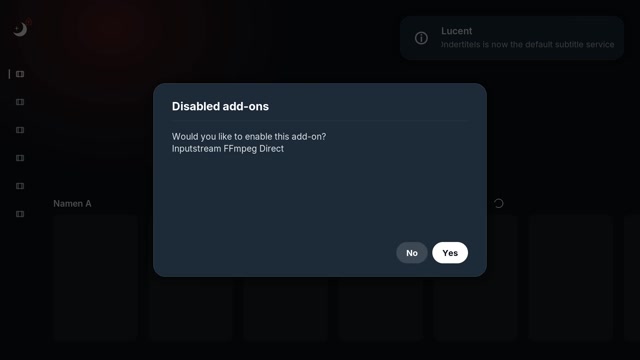 Lucent
Indertitels is now the default subtitle service
Disabled add-ons
Would you like to enable this add-on?
Inputstream FFmpeg Direct
Namen A
No
Yes